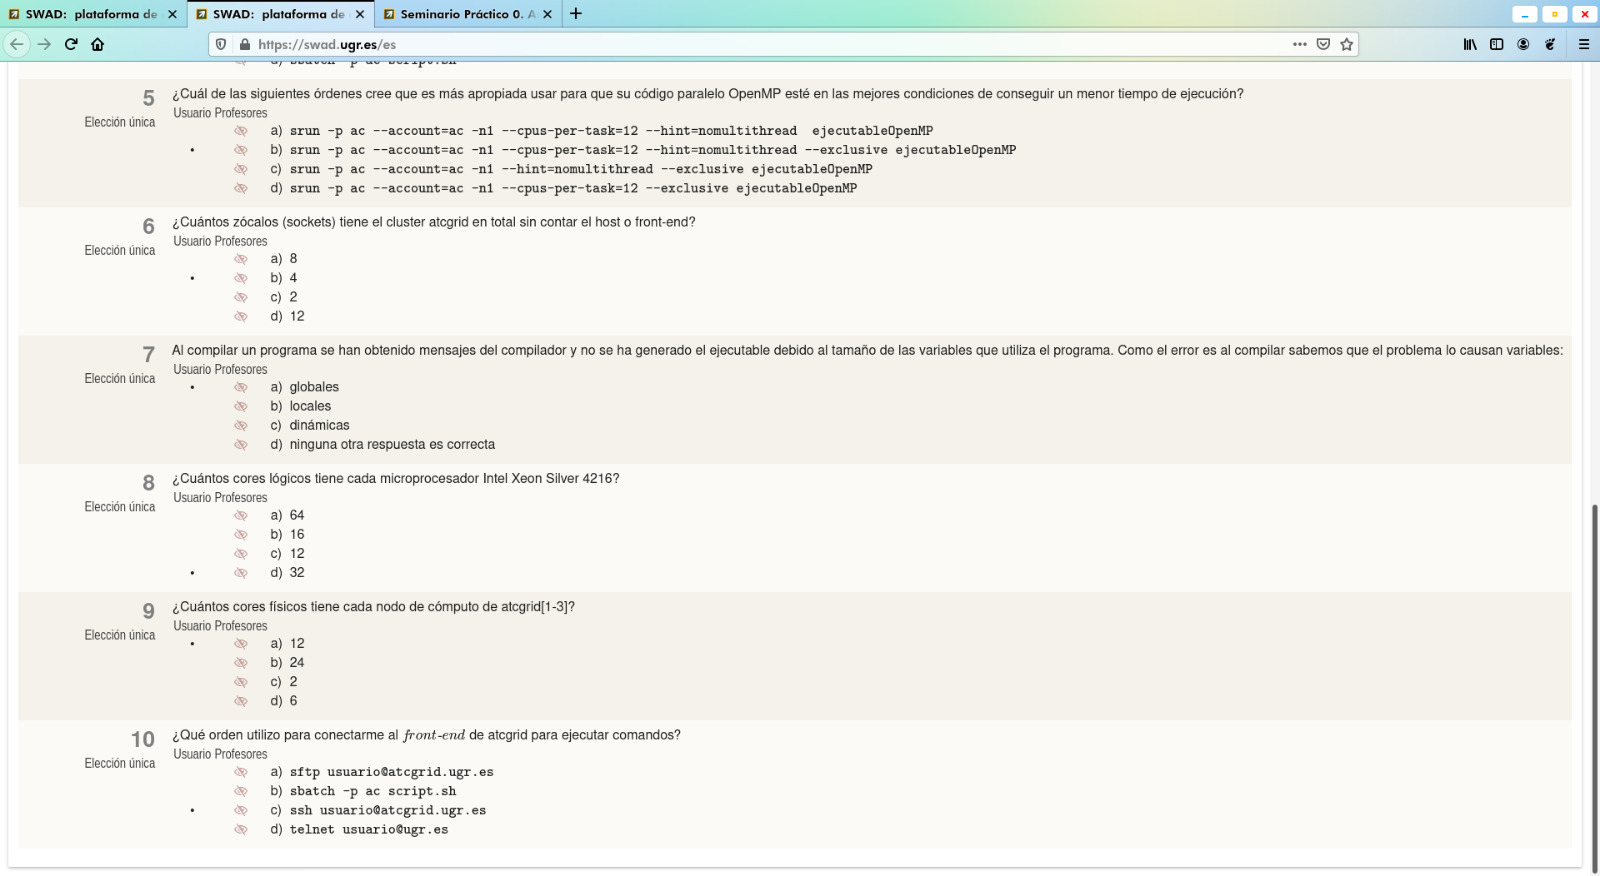 SWAD: plataforma de
SWAD: plataforma de
Seminario Práctico 0. A
https://swad.ugr.es/es
d) sbatch -p ac script.sh
5
¿Cuál de las siguientes órdenes cree que es más apropiada usar para que su código paralelo OpenMP esté en las mejores condiciones de conseguir un menor tiempo de ejecución?
Elección única
Usuario Profesores
a) srun -p ac --account=ac -n1 --cpus-per-task=12 --hint=nomultithread ejecutableOpenMP
• b) srun -p ac --account=ac -n1 --cpus-per-task=12 --hint=nomultithread --exclusive ejecutableOpenMP
c) srun -p ac --account=ac -n1 --hint=nomultithread --exclusive ejecutableOpenMP
d) srun -p ac --account=ac -n1 --cpus-per-task=12 --exclusive ejecutableOpenMP
6
¿Cuántos zócalos (sockets) tiene el cluster atcgrid en total sin contar el host o front-end?
Elección única
Usuario Profesores
a) 8
• b) 4
c) 2
d) 12
7
Al compilar un programa se han obtenido mensajes del compilador y no se ha generado el ejecutable debido al tamaño de las variables que utiliza el programa. Como el error es al compilar sabemos que el problema lo causan variables:
Elección única
Usuario Profesores
• a) globales
b) locales
c) dinámicas
d) ninguna otra respuesta es correcta
8
¿Cuántos cores lógicos tiene cada microprocesador Intel Xeon Silver 4216?
Elección única
Usuario Profesores
a) 64
b) 16
c) 12
• d) 32
9
¿Cuántos cores físicos tiene cada nodo de cómputo de atcgrid[1-3]?
Elección única
Usuario Profesores
• a) 12
b) 24
c) 2
d) 6
10
¿Qué orden utilizo para conectarme al front-end de atcgrid para ejecutar comandos?
Elección única
Usuario Profesores
a) sftp usuario@atcgrid.ugr.es
b) sbatch -p ac script.sh
• c) ssh usuario@atcgrid.ugr.es
d) telnet usuario@ugr.es